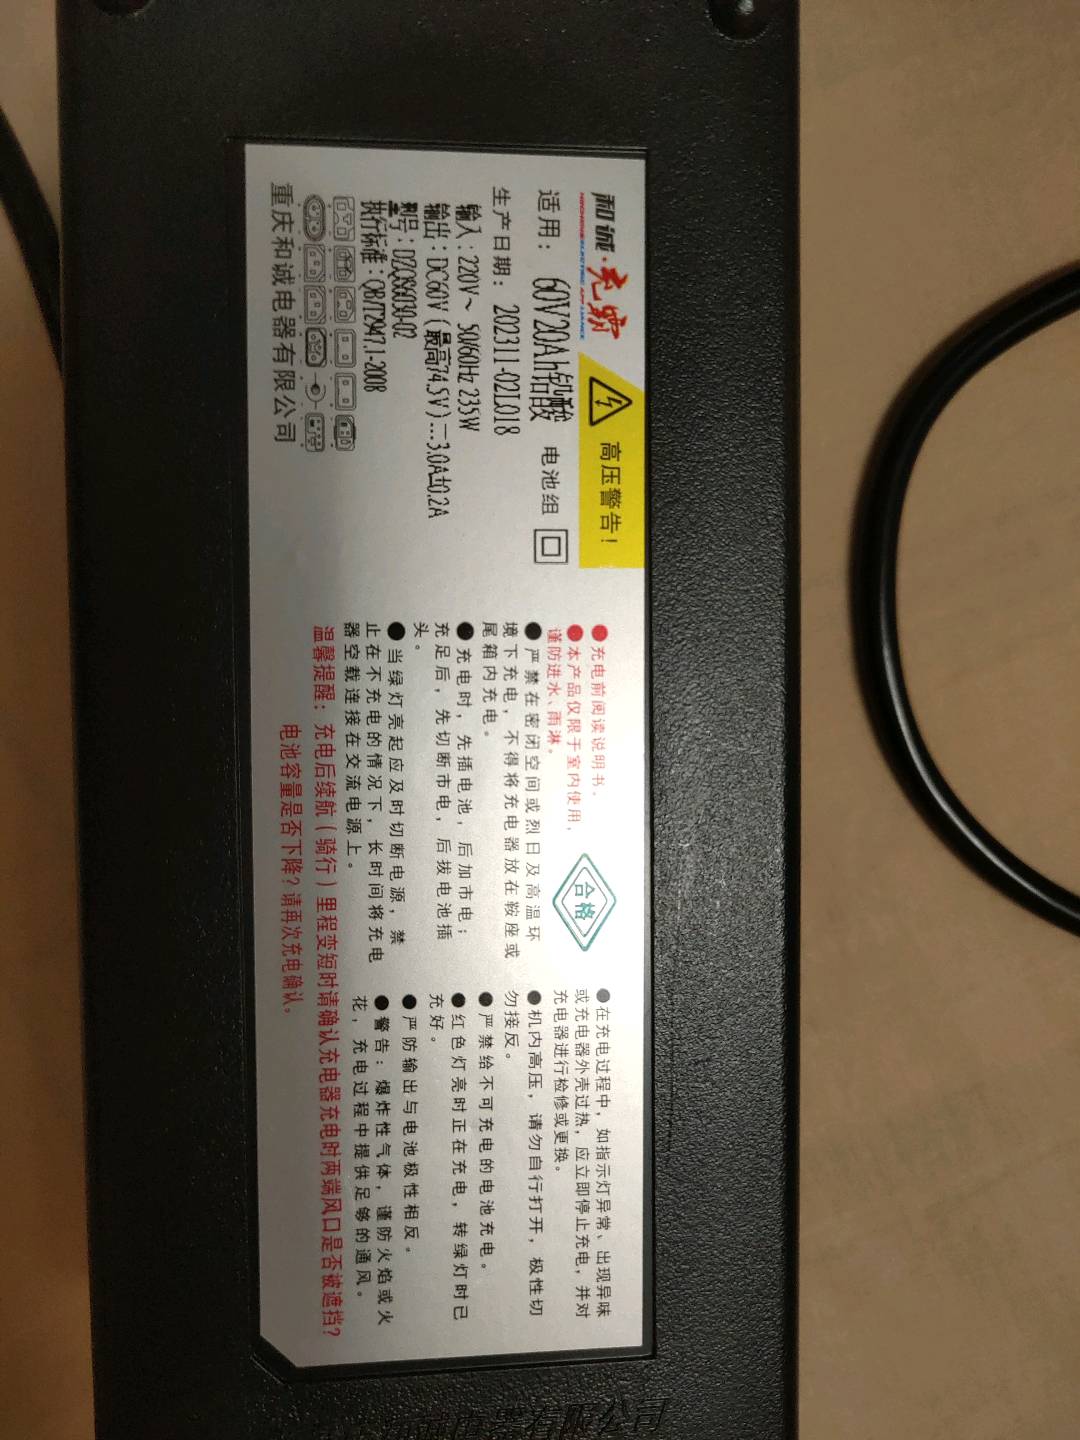 和诚·充霸
HECHENG ELECTRIC APPLIANCE
高压警告!
适用: 60V20Ah铅酸 电池组
生产日期: 202311-02L018
输入: 220V~ 50/60Hz 235W
输出: DC60V (最高74.5V) ⎓3.0A±0.2A
型号: DZQS6030-02
执行标准: QB/T2947.1-2008
重庆和诚电器有限公司
●充电前阅读说明书。
●本产品仅限于室内使用,
谨防进水、雨淋。
合格
●严禁在密闭空间或烈日及高温环
境下充电,不得将充电器放在鞍座或
尾箱内充电。
●充电时,先插电池,后加市电;
充足后,先切断市电,后拔电池插
头。
●当绿灯亮起应及时切断电源,禁
止在不充电的情况下,长时间将充电
器空载连接在交流电源上。
●在充电过程中,如指示灯异常、出现异味
或充电器外壳过热,应立即停止充电,并对
充电器进行检修或更换。
●机内高压,请勿自行打开,极性切
勿接反。
●严禁给不可充电的电池充电。
●红色灯亮时正在充电,转绿灯时已
充好。
●严防输出与电池极性相反。
●警告:爆炸性气体,谨防火焰或火
花,充电过程中提供足够的通风。
温馨提醒:充电后续航(骑行)里程变短时请确认充电器充电时两端风口是否被遮挡?
电池容量是否下降?请再次充电确认。
和诚电器有限公司